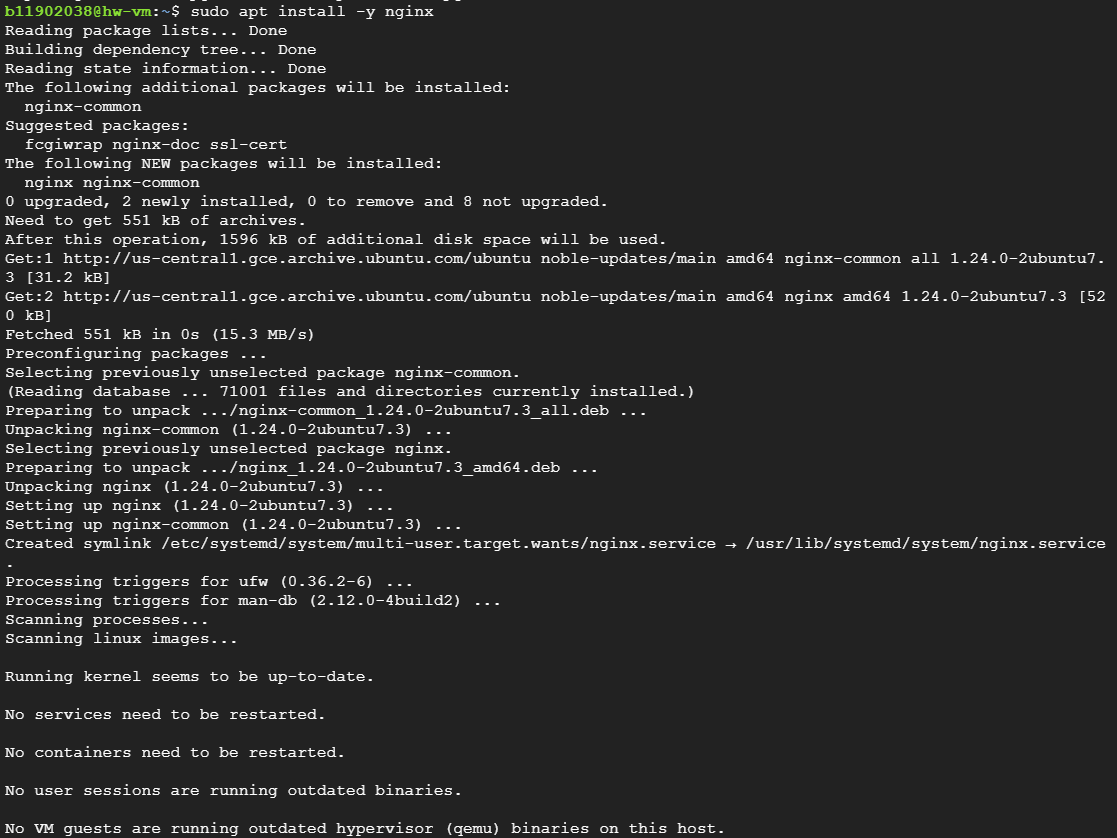 b11902038@hw-vm:~$ sudo apt install -y nginx
Reading package lists... Done
Building dependency tree... Done
Reading state information... Done
The following additional packages will be installed:
  nginx-common
Suggested packages:
  fcgiwrap nginx-doc ssl-cert
The following NEW packages will be installed:
  nginx nginx-common
0 upgraded, 2 newly installed, 0 to remove and 8 not upgraded.
Need to get 551 kB of archives.
After this operation, 1596 kB of additional disk space will be used.
Get:1 http://us-central1.gce.archive.ubuntu.com/ubuntu noble-updates/main amd64 nginx-common all 1.24.0-2ubuntu7.
3 [31.2 kB]
Get:2 http://us-central1.gce.archive.ubuntu.com/ubuntu noble-updates/main amd64 nginx amd64 1.24.0-2ubuntu7.3 [52
0 kB]
Fetched 551 kB in 0s (15.3 MB/s)
Preconfiguring packages ...
Selecting previously unselected package nginx-common.
(Reading database ... 71001 files and directories currently installed.)
Preparing to unpack .../nginx-common_1.24.0-2ubuntu7.3_all.deb ...
Unpacking nginx-common (1.24.0-2ubuntu7.3) ...
Selecting previously unselected package nginx.
Preparing to unpack .../nginx_1.24.0-2ubuntu7.3_amd64.deb ...
Unpacking nginx (1.24.0-2ubuntu7.3) ...
Setting up nginx (1.24.0-2ubuntu7.3) ...
Setting up nginx-common (1.24.0-2ubuntu7.3) ...
Created symlink /etc/systemd/system/multi-user.target.wants/nginx.service → /usr/lib/systemd/system/nginx.service
.
Processing triggers for ufw (0.36.2-6) ...
Processing triggers for man-db (2.12.0-4build2) ...
Scanning processes...
Scanning linux images...

Running kernel seems to be up-to-date.

No services need to be restarted.

No containers need to be restarted.

No user sessions are running outdated binaries.

No VM guests are running outdated hypervisor (qemu) binaries on this host.